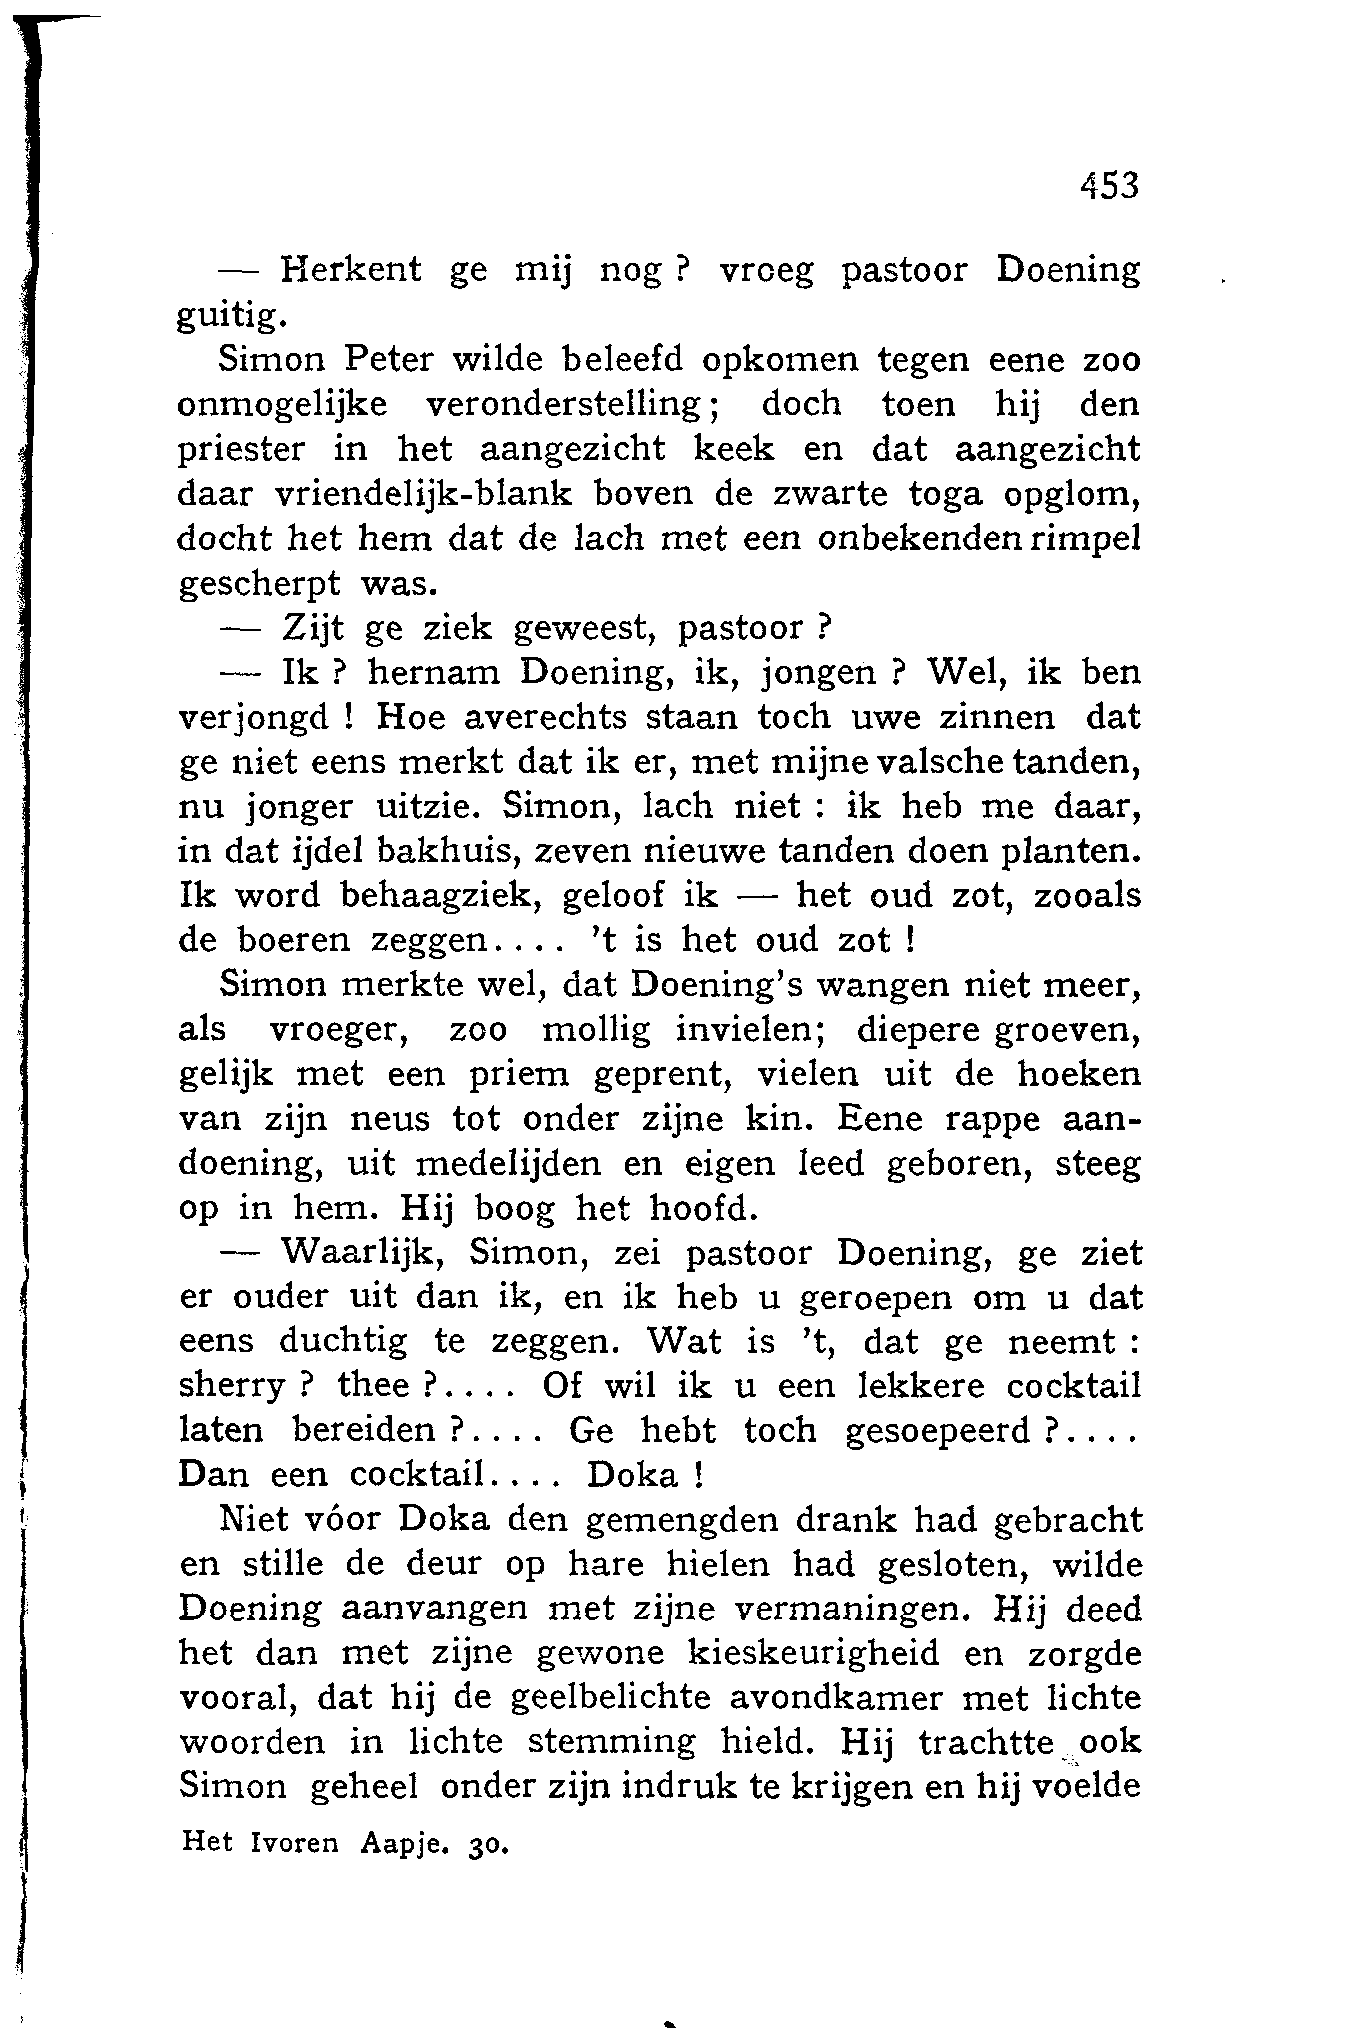 453
— Herkent ge mij nog ? vroeg pastoor Doening
guitig.
Simon Peter wilde beleefd opkomen tegen eene zoo
onmogelijke veronderstelling; doch toen hij den
priester in het aangezicht keek en dat aangezicht
daar vriendelijk-blank boven de zwarte toga opglom,
docht het hem dat de lach met een onbekenden rimpel
gescherpt was.
— Zijt ge ziek geweest, pastoor ?
— Ik ? hernam Doening, ik, jongen ? Wel, ik ben
verjongd ! Hoe averechts staan toch uwe zinnen dat
ge niet eens merkt dat ik er, met mijne valsche tanden,
nu jonger uitzie. Simon, lach niet : ik heb me daar,
in dat ijdel bakhuis, zeven nieuwe tanden doen planten.
Ik word behaagziek, geloof ik — het oud zot, zooals
de boeren zeggen.... 't is het oud zot !
Simon merkte wel, dat Doening's wangen niet meer,
als vroeger, zoo mollig invielen; diepere groeven,
gelijk met een priem geprent, vielen uit de hoeken
van zijn neus tot onder zijne kin. Eene rappe aan-
doening, uit medelijden en eigen leed geboren, steeg
op in hem. Hij boog het hoofd.
— Waarlijk, Simon, zei pastoor Doening, ge ziet
er ouder uit dan ik, en ik heb u geroepen om u dat
eens duchtig te zeggen. Wat is 't, dat ge neemt :
sherry ? thee ?.... Of wil ik u een lekkere cocktail
laten bereiden ?.... Ge hebt toch gesoepeerd ?....
Dan een cocktail.... Doka !
Niet vóor Doka den gemengden drank had gebracht
en stille de deur op hare hielen had gesloten, wilde
Doening aanvangen met zijne vermaningen. Hij deed
het dan met zijne gewone kieskeurigheid en zorgde
vooral, dat hij de geelbelichte avondkamer met lichte
woorden in lichte stemming hield. Hij trachtte ook
Simon geheel onder zijn indruk te krijgen en hij voelde
Het Ivoren Aapje. 30.